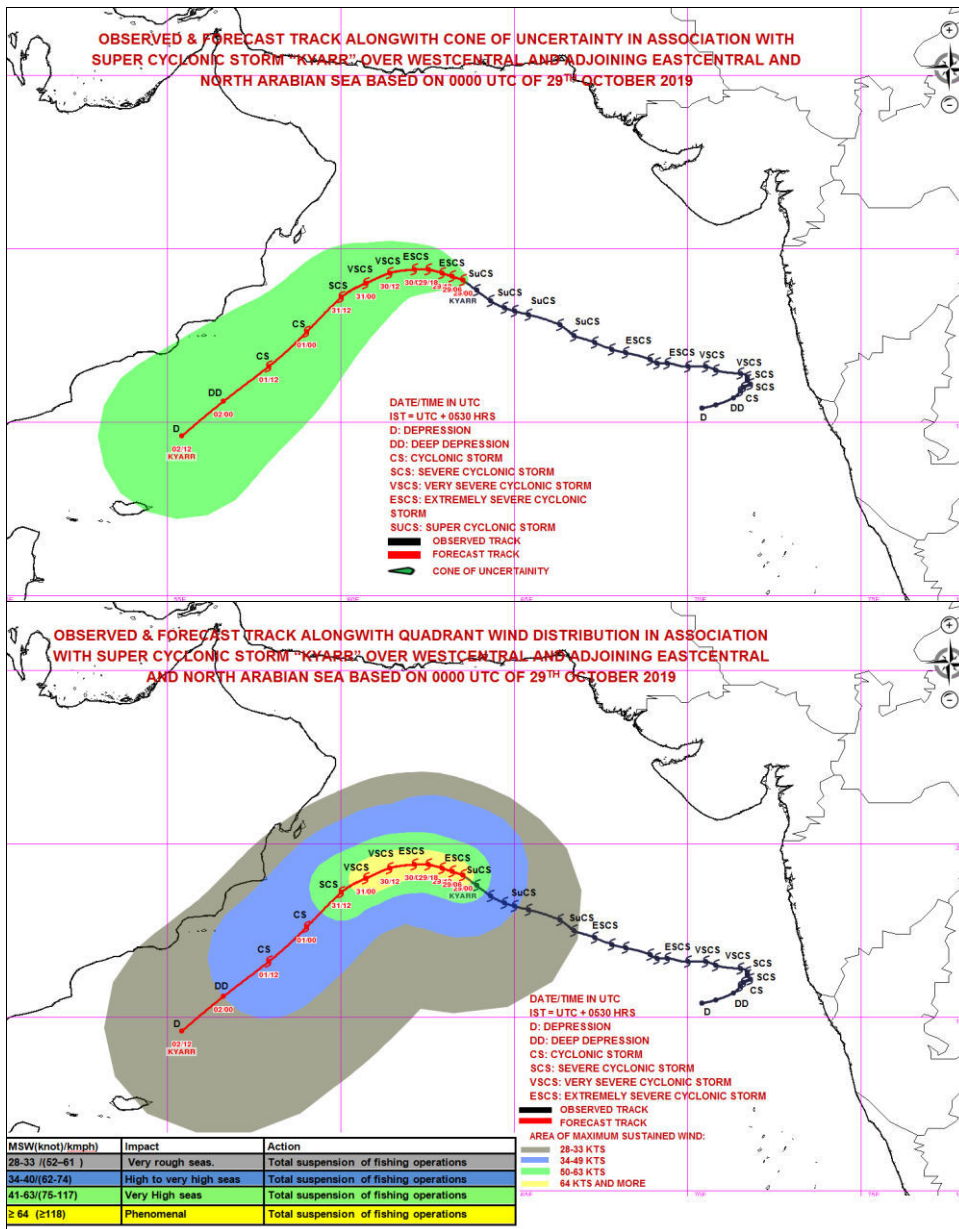 OBSERVED & FORECAST TRACK ALONGWITH CONE OF UNCERTAINTY IN ASSOCIATION WITH
SUPER CYCLONIC STORM "KYARR" OVER WESTCENTRAL AND ADJOINING EASTCENTRAL AND
NORTH ARABIAN SEA BASED ON 0000 UTC OF 29TH OCTOBER 2019
VSCS ESCS ESCS
VSCS SuCS
SCS SuCS
SuCS
CS SuCS
CS ESCS
ESCS VSCS
VSCS
SCS
SCS
CS
DD DD
D D
30/12 29/18
31/00 29/06
31/12 29/00
KYARR
01/00
01/12
02/00
02/12
KYARR
DATE/TIME IN UTC
IST = UTC + 0530 HRS
D: DEPRESSION
DD: DEEP DEPRESSION
CS: CYCLONIC STORM
SCS: SEVERE CYCLONIC STORM
VSCS: VERY SEVERE CYCLONIC STORM
ESCS: EXTREMELY SEVERE CYCLONIC
STORM
SUCS: SUPER CYCLONIC STORM
OBSERVED TRACK
FORECAST TRACK
CONE OF UNCERTAINITY
OBSERVED & FORECAST TRACK ALONGWITH QUADRANT WIND DISTRIBUTION IN ASSOCIATION
WITH SUPER CYCLONIC STORM "KYARR" OVER WESTCENTRAL AND ADJOINING EASTCENTRAL
AND NORTH ARABIAN SEA BASED ON 0000 UTC OF 29TH OCTOBER 2019
VSCS ESCS ESCS
VSCS SuCS
SCS SuCS
CS SuCS
CS ESCS
ESCS VSCS
VSCS
SCS
SCS
CS
DD DD
D D
30/12 29/18
31/00 29/06
31/12 29/00
KYARR
01/00
01/12
02/00
02/12
KYARR
DATE/TIME IN UTC
IST = UTC + 0530 HRS
D: DEPRESSION
DD: DEEP DEPRESSION
CS: CYCLONIC STORM
SCS: SEVERE CYCLONIC STORM
VSCS: VERY SEVERE CYCLONIC STORM
ESCS: EXTREMELY SEVERE CYCLONIC STORM
OBSERVED TRACK
FORECAST TRACK
AREA OF MAXIMUM SUSTAINED WIND:
28-33 KTS
34-49 KTS
50-63 KTS
64 KTS AND MORE
MSW(knot)/kmph) Impact Action
28-33 /(52–61 ) Very rough seas. Total suspension of fishing operations
34-40/(62-74) High to very high seas Total suspension of fishing operations
41-63/(75-117) Very High seas Total suspension of fishing operations
≥ 64 (≥118) Phenomenal Total suspension of fishing operations